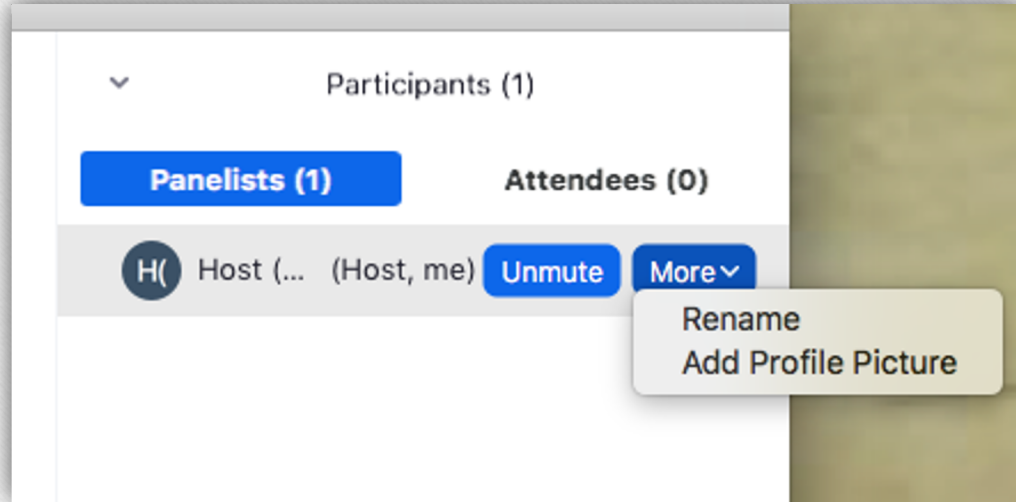 Participants (1)
Panelists (1) Attendees (0)
H( Host (... (Host, me) Unmute More
Rename
Add Profile Picture